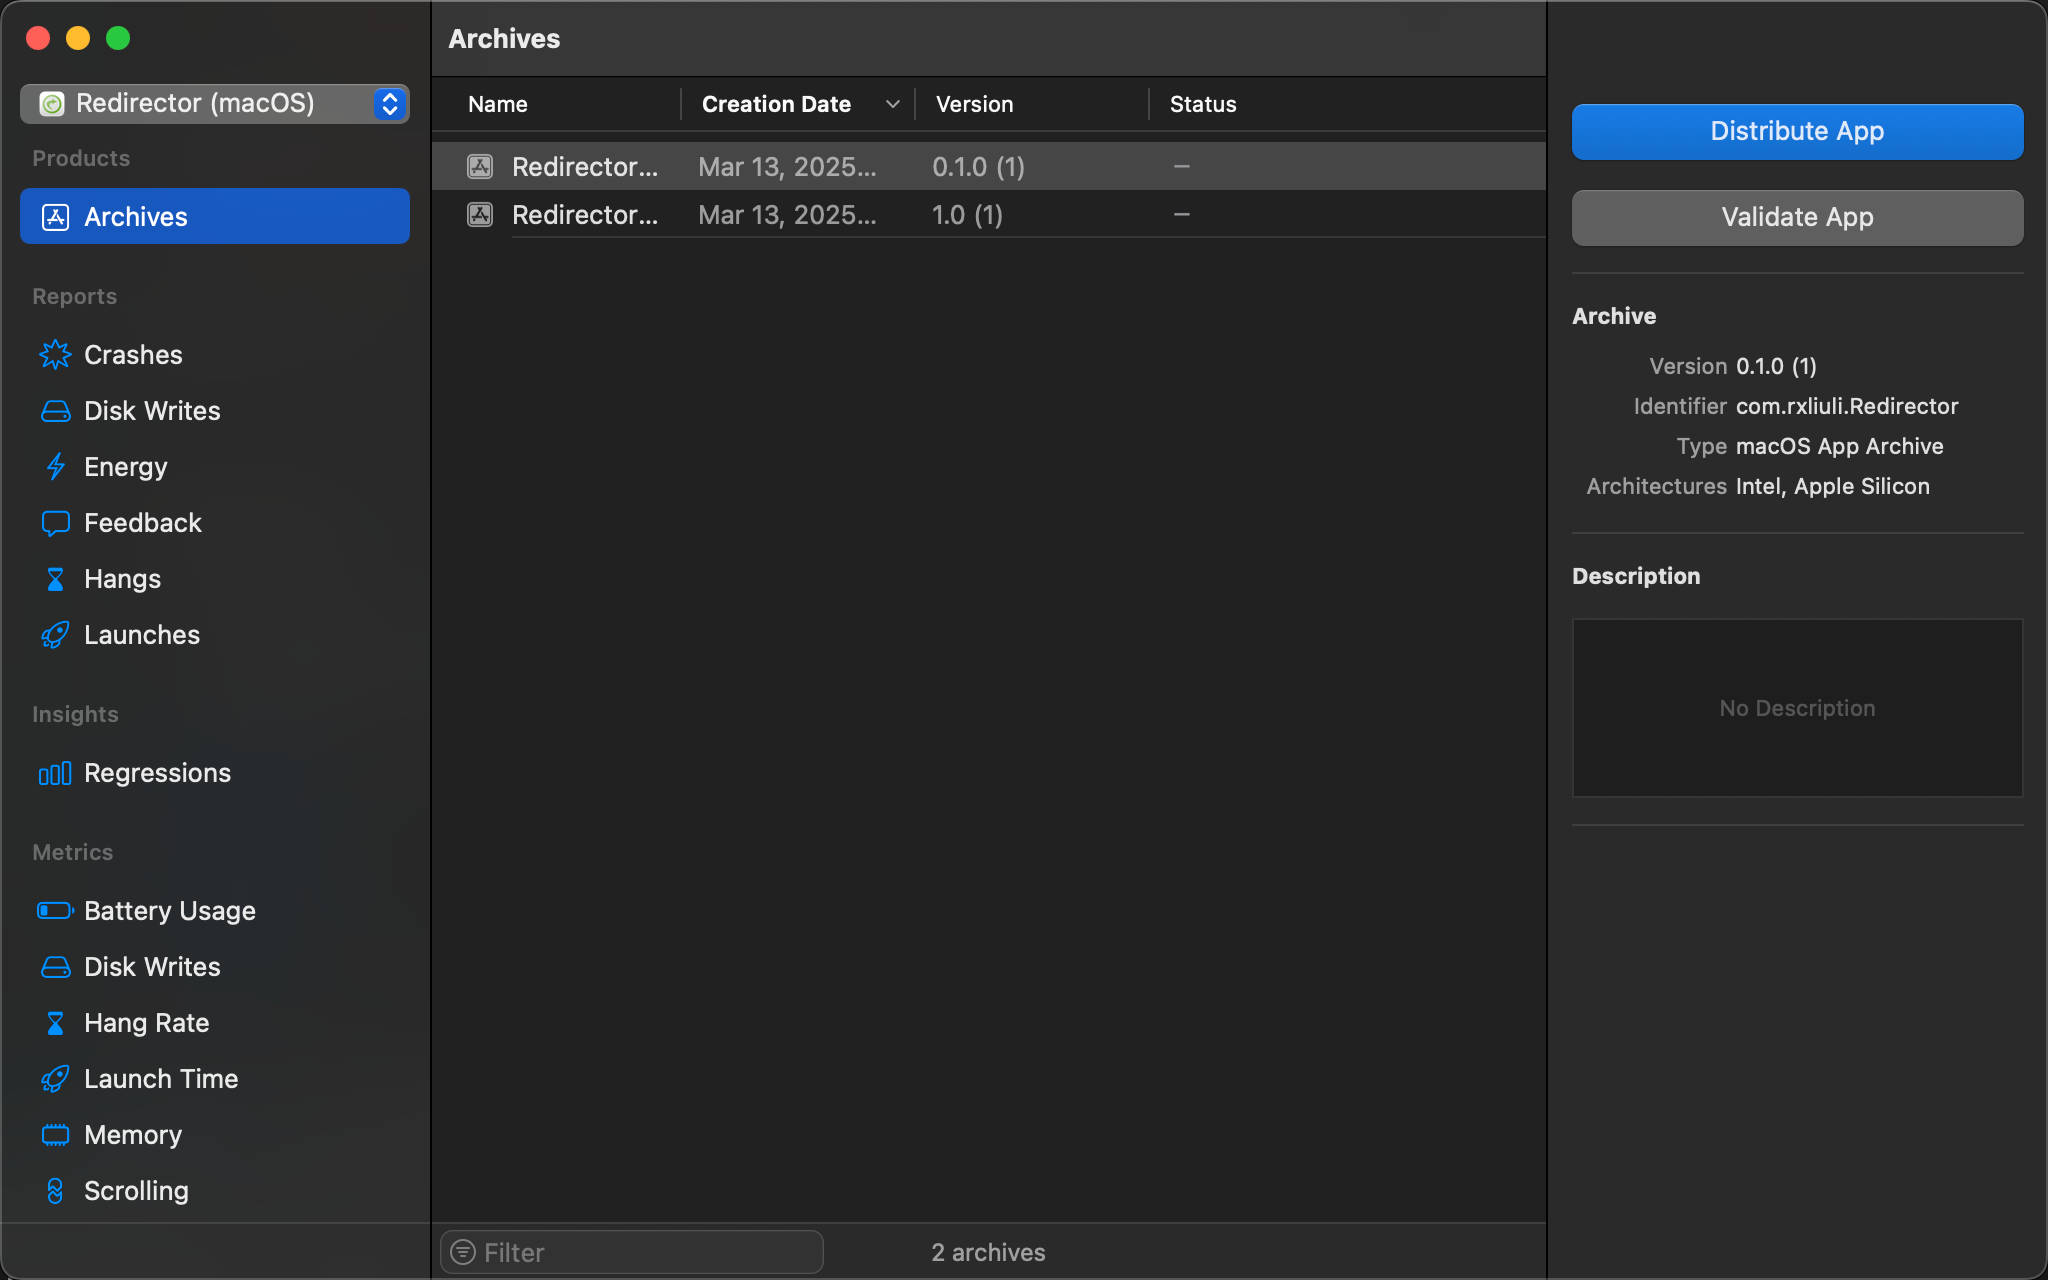 Redirector (macOS)
Products
Archives
Reports
Crashes
Disk Writes
Energy
Feedback
Hangs
Launches
Insights
Regressions
Metrics
Battery Usage
Disk Writes
Hang Rate
Launch Time
Memory
Scrolling
Archives
Name Creation Date Version Status
Redirector... Mar 13, 2025... 0.1.0 (1) –
Redirector... Mar 13, 2025... 1.0 (1) –
Filter
2 archives
Distribute App
Validate App
Archive
Version 0.1.0 (1)
Identifier com.rxliuli.Redirector
Type macOS App Archive
Architectures Intel, Apple Silicon
Description
No Description